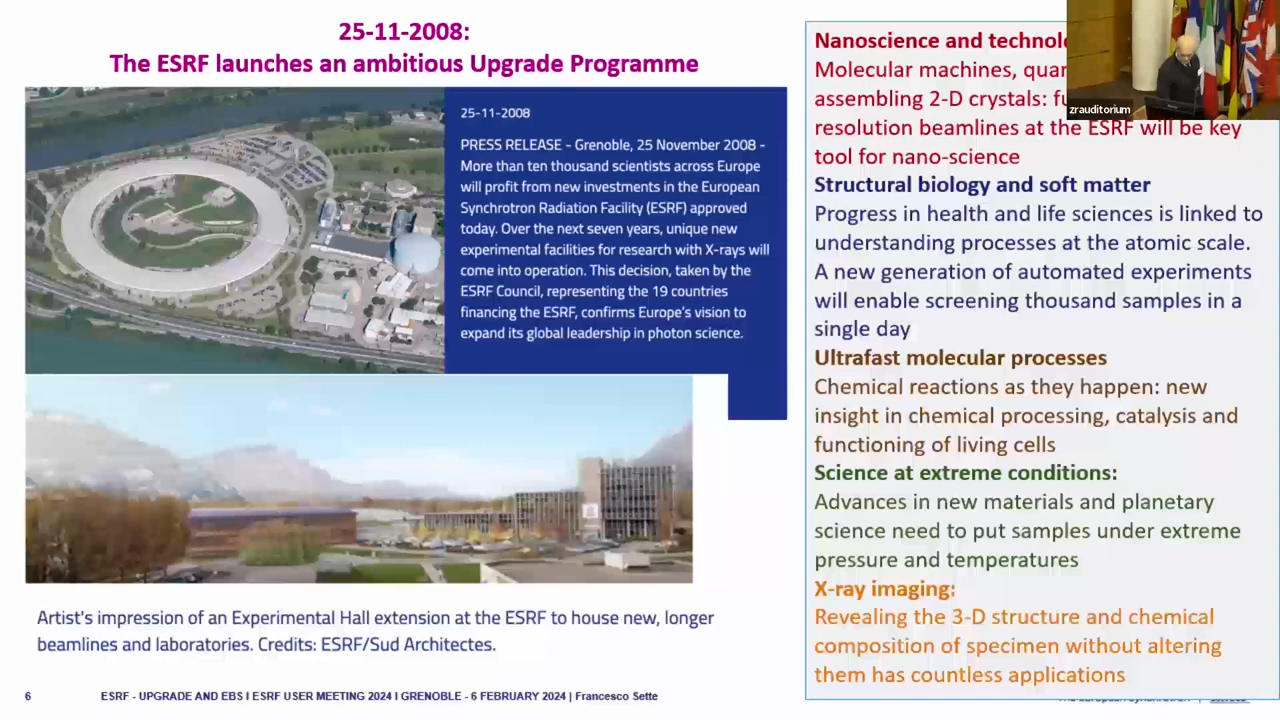 25-11-2008:
The ESRF launches an ambitious Upgrade Programme
25-11-2008
PRESS RELEASE - Grenoble, 25 November 2008 -
More than ten thousand scientists across Europe
will profit from new investments in the European
Synchrotron Radiation Facility (ESRF) approved
today. Over the next seven years, unique new
experimental facilities for research with X-rays will
come into operation. This decision, taken by the
ESRF Council, representing the 19 countries
financing the ESRF, confirms Europe's vision to
expand its global leadership in photon science.
Artist's impression of an Experimental Hall extension at the ESRF to house new, longer
beamlines and laboratories. Credits: ESRF/Sud Architectes.
Nanoscience and
Molecular machines,
assembling 2-D crystals:
resolution beamlines at the ESRF will be key
tool for nano-science
Structural biology and soft matter
Progress in health and life sciences is linked to
understanding processes at the atomic scale.
A new generation of automated experiments
will enable screening thousand samples in a
single day
Ultrafast molecular processes
Chemical reactions as they happen: new
insight in chemical processing, catalysis and
functioning of living cells
Science at extreme conditions:
Advances in new materials and planetary
science need to put samples under extreme
pressure and temperatures
X-ray imaging:
Revealing the 3-D structure and chemical
composition of specimen without altering
them has countless applications
zrauditorium
6 ESRF - UPGRADE AND EBS I ESRF USER MEETING 2024 I GRENOBLE - 6 FEBRUARY 2024 | Francesco Sette